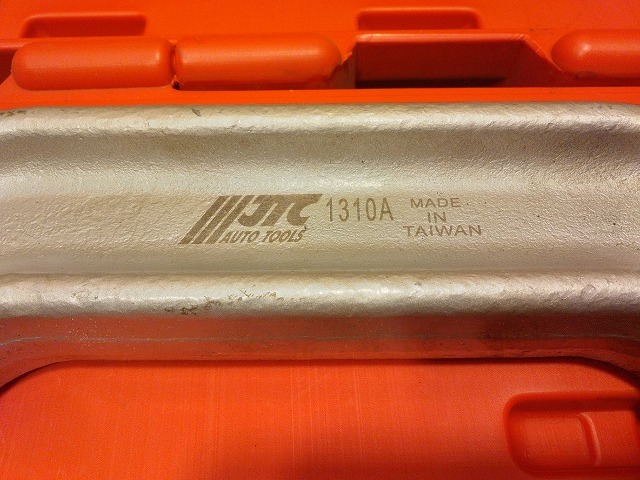 JTC
AUTO TOOLS
1310A
MADE
IN
TAIWAN